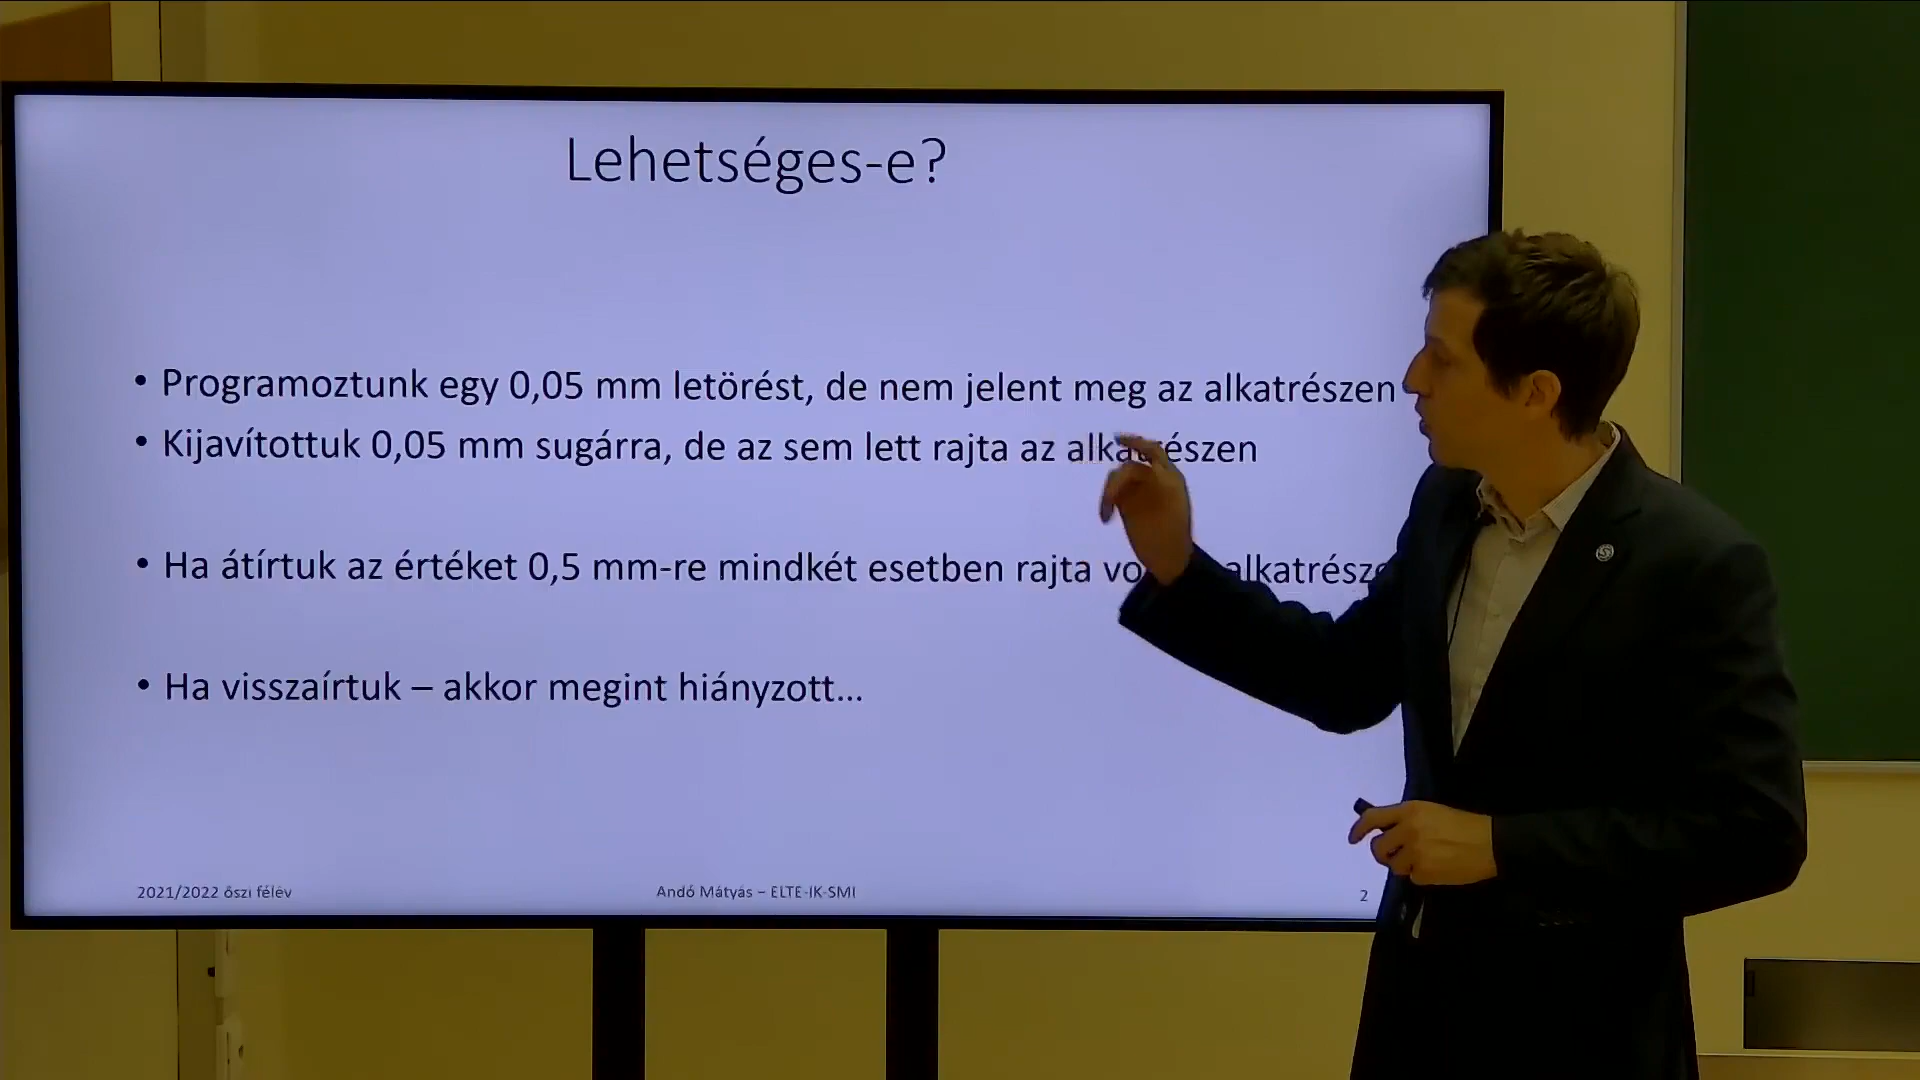 Lehetséges-e?
• Programoztunk egy 0,05 mm letörést, de nem jelent meg az alkatrészen
• Kijavítottuk 0,05 mm sugárra, de az sem lett rajta az alkatrészen
• Ha átírtuk az értéket 0,5 mm-re mindkét esetben rajta
• Ha visszaírtuk – akkor megint hiányzott...
2021/2022 őszi félév
Andó Mátyás – ELTE-IK-SMI
2